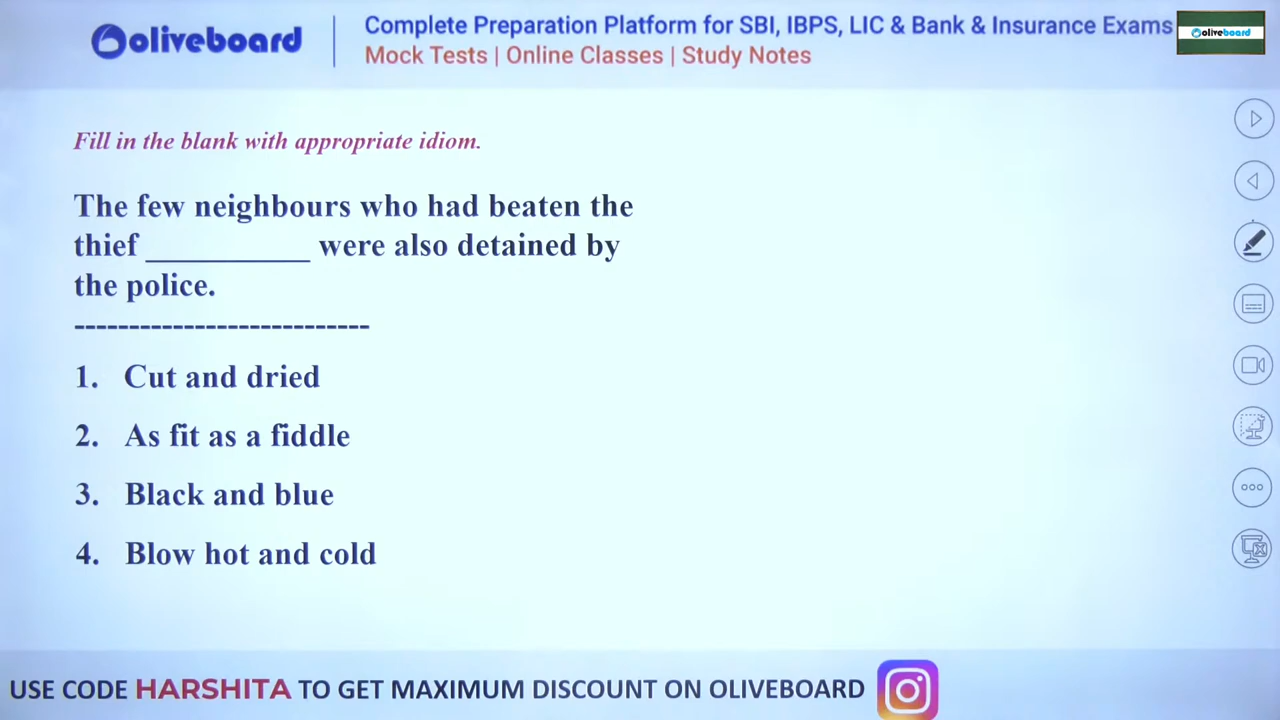 oliveboard
Complete Preparation Platform for SBI, IBPS, LIC & Bank & Insurance Exams
Mock Tests | Online Classes | Study Notes
oliveboard
Fill in the blank with appropriate idiom.
The few neighbours who had beaten the
thief __________ were also detained by
the police.
---------------------------
1. Cut and dried
2. As fit as a fiddle
3. Black and blue
4. Blow hot and cold
USE CODE HARSHITA TO GET MAXIMUM DISCOUNT ON OLIVEBOARD